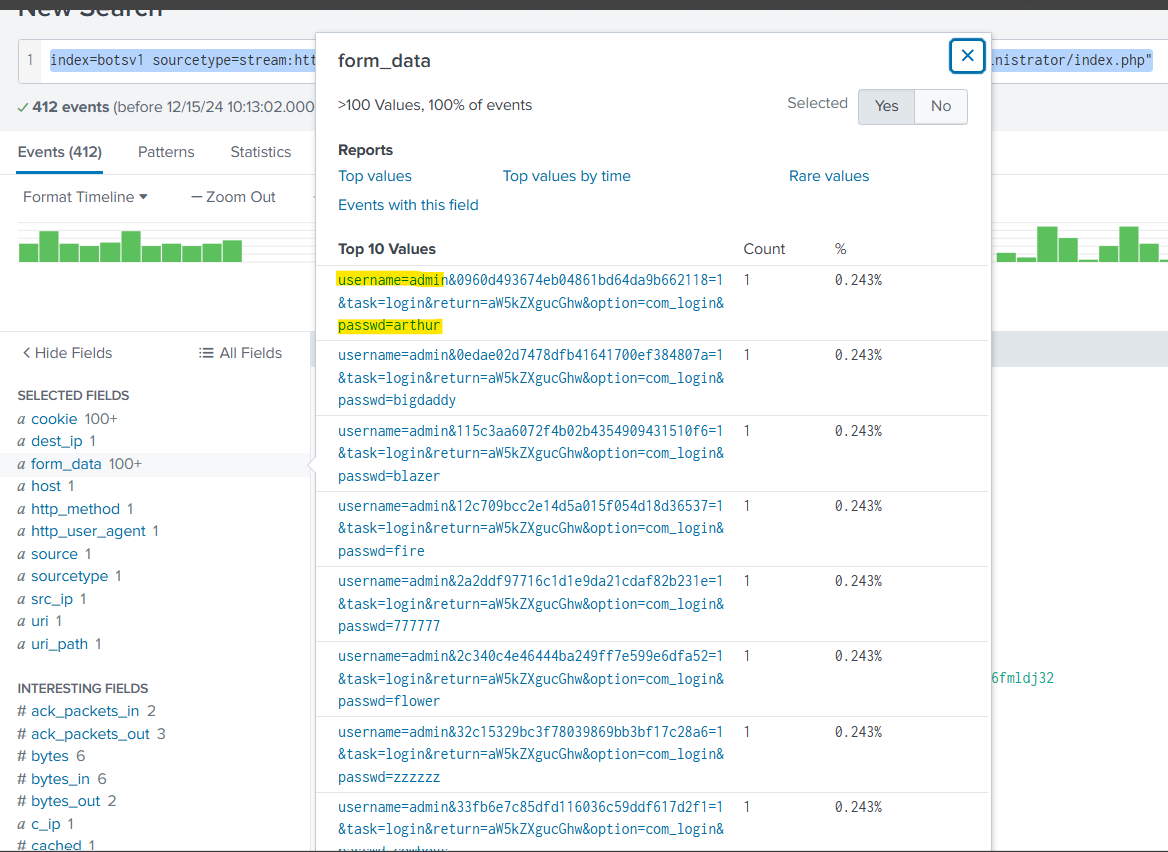 New Search
1 index=botsv1 sourcetype=stream:htt
inistrator/index.php"
✓ 412 events (before 12/15/24 10:13:02.000
Events (412) Patterns Statistics
Format Timeline ▾ — Zoom Out
< Hide Fields All Fields
SELECTED FIELDS
a cookie 100+
a dest_ip 1
a form_data 100+
a host 1
a http_method 1
a http_user_agent 1
a source 1
a sourcetype 1
a src_ip 1
a uri 1
a uri_path 1
INTERESTING FIELDS
# ack_packets_in 2
# ack_packets_out 3
# bytes 6
# bytes_in 6
# bytes_out 2
a c_ip 1
# cached 1
form_data
>100 Values, 100% of events
Selected Yes No
Reports
Top values Top values by time Rare values
Events with this field
Top 10 Values Count %
username=admin&0960d493674eb04861bd64da9b662118=1 1 0.243%
&task=login&return=aW5kZXgucGhw&option=com_login&
passwd=arthur
username=admin&0edae02d7478dfb41641700ef384807a=1 1 0.243%
&task=login&return=aW5kZXgucGhw&option=com_login&
passwd=bigdaddy
username=admin&115c3aa6072f4b02b4354909431510f6=1 1 0.243%
&task=login&return=aW5kZXgucGhw&option=com_login&
passwd=blazer
username=admin&12c709bcc2e14d5a015f054d18d36537=1 1 0.243%
&task=login&return=aW5kZXgucGhw&option=com_login&
passwd=fire
username=admin&2a2ddf97716c1d1e9da21cdaf82b231e=1 1 0.243%
&task=login&return=aW5kZXgucGhw&option=com_login&
passwd=777777
username=admin&2c340c4e46444ba249ff7e599e6dfa52=1 1 0.243%
&task=login&return=aW5kZXgucGhw&option=com_login&
passwd=flower
username=admin&32c15329bc3f78039869bb3bf17c28a6=1 1 0.243%
&task=login&return=aW5kZXgucGhw&option=com_login&
passwd=zzzzzz
username=admin&33fb6e7c85dfd116036c59ddf617d2f1=1 1 0.243%
&task=login&return=aW5kZXgucGhw&option=com_login&
6fmldj32